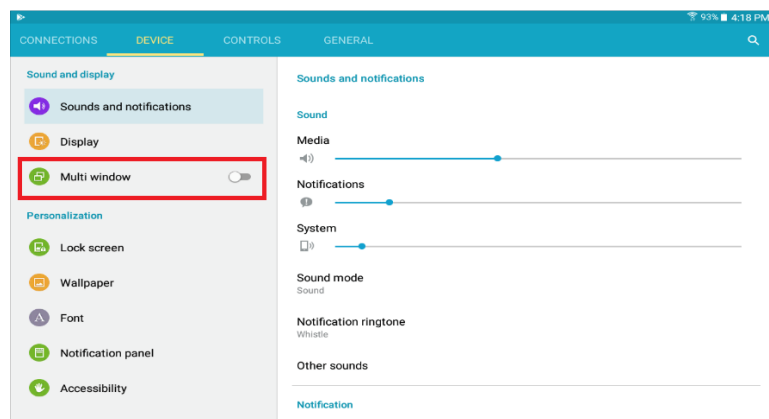 93% 4:18 PM
CONNECTIONS DEVICE CONTROLS GENERAL
Sound and display
Sounds and notifications
Display
Multi window
Personalization
Lock screen
Wallpaper
A Font
Notification panel
Accessibility
Sounds and notifications
Sound
Media
Notifications
System
Sound mode
Sound
Notification ringtone
Whistle
Other sounds
Notification